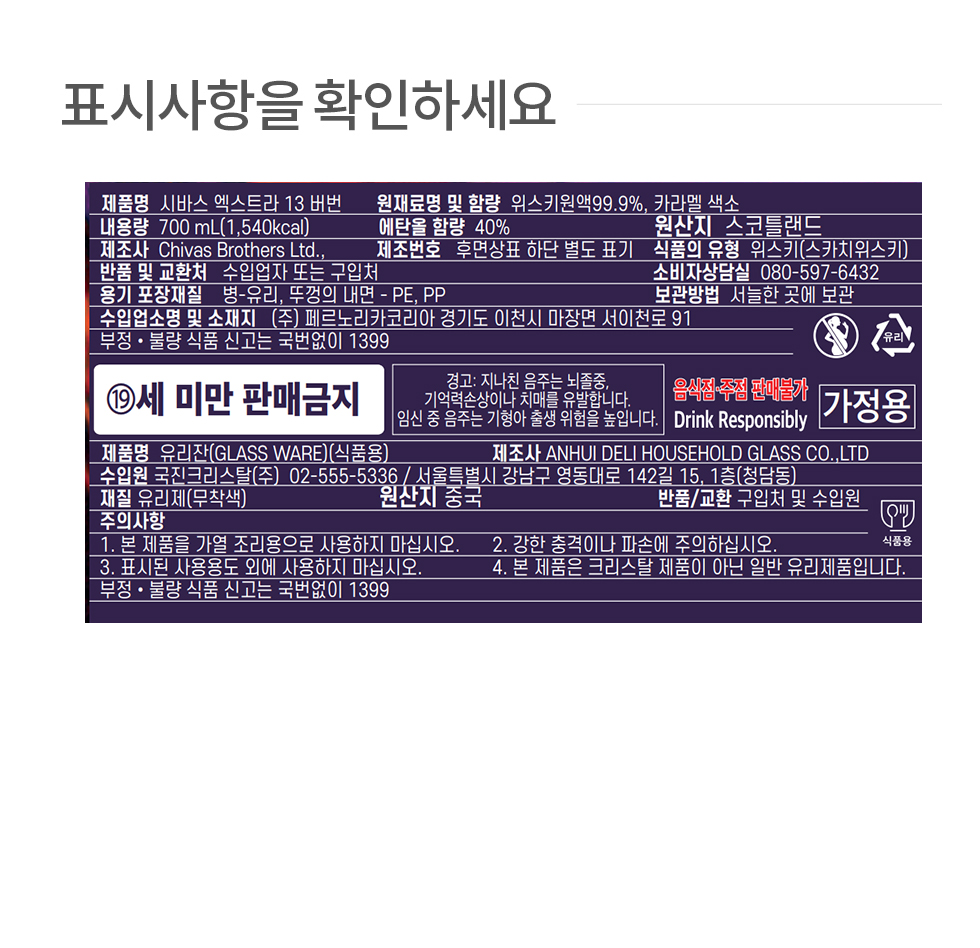 표시사항을 확인하세요
제품명 시바스 엑스트라 13 버번 원재료명 및 함량 위스키원액99.9%, 카라멜 색소
내용량 700 mL(1,540kcal) 에탄올 함량 40% 원산지 스코틀랜드
제조사 Chivas Brothers Ltd., 제조번호 후면상표 하단 별도 표기 식품의 유형 위스키(스카치위스키)
반품 및 교환처 수입업자 또는 구입처 소비자상담실 080-597-6432
용기 포장재질 병-유리, 뚜껑의 내면 - PE, PP 보관방법 서늘한 곳에 보관
수입업소명 및 소재지 (주) 페르노리카코리아 경기도 이천시 마장면 서이천로 91
부정 • 불량 식품 신고는 국번없이 1399
유리
⑲세 미만 판매금지
경고: 지나친 음주는 뇌졸중,
기억력손상이나 치매를 유발합니다.
임신 중 음주는 기형아 출생 위험을 높입니다.
음식점·주점 판매불가
Drink Responsibly
가정용
제품명 유리잔(GLASS WARE)(식품용) 제조사 ANHUI DELI HOUSEHOLD GLASS CO.,LTD
수입원 국진크리스탈(주) 02-555-5336 / 서울특별시 강남구 영동대로 142길 15, 1층(청담동)
재질 유리제(무착색) 원산지 중국 반품/교환 구입처 및 수입원
주의사항
식품용
1. 본 제품을 가열 조리용으로 사용하지 마십시오. 2. 강한 충격이나 파손에 주의하십시오.
3. 표시된 사용용도 외에 사용하지 마십시오. 4. 본 제품은 크리스탈 제품이 아닌 일반 유리제품입니다.
부정 • 불량 식품 신고는 국번없이 1399